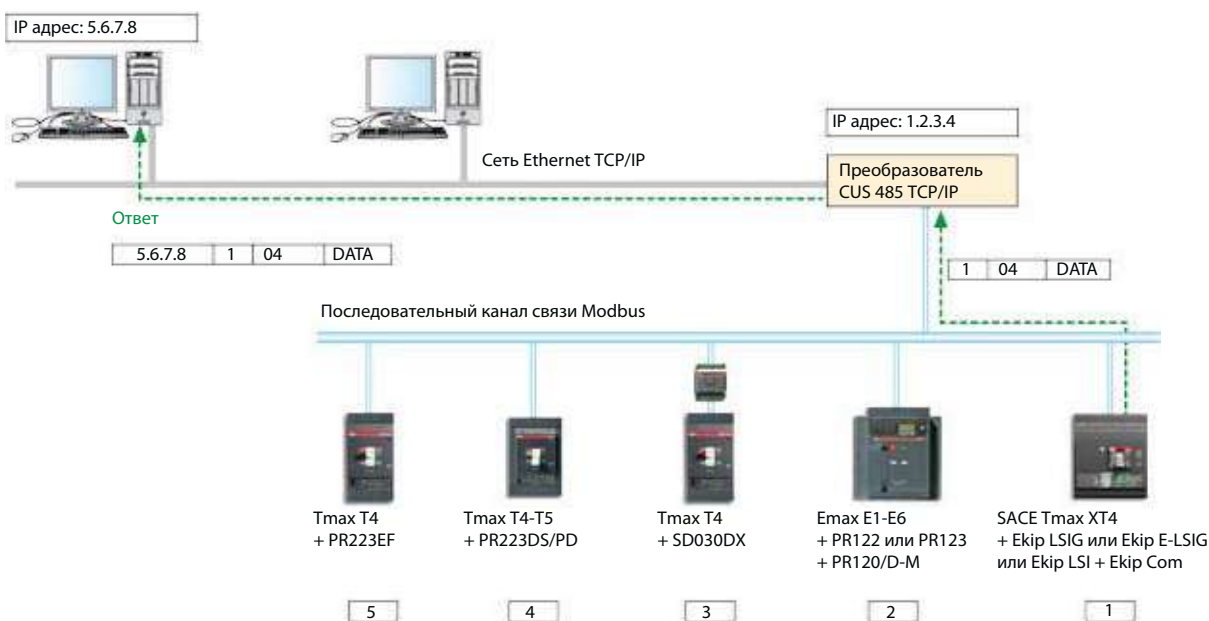 IP адрес: 5.6.7.8
IP адрес: 1.2.3.4
Сеть Ethernet TCP/IP
Преобразователь
CUS 485 TCP/IP
Ответ
5.6.7.8 1 04 DATA
1 04 DATA
Последовательный канал связи Modbus
Tmax T4
+ PR223EF
Tmax T4-T5
+ PR223DS/PD
Tmax T4
+ SD030DX
Emax E1-E6
+ PR122 или PR123
+ PR120/D-M
SACE Tmax XT4
+ Ekip LSIG или Ekip E-LSIG
или Ekip LSI + Ekip Com
5 4 3 2 1